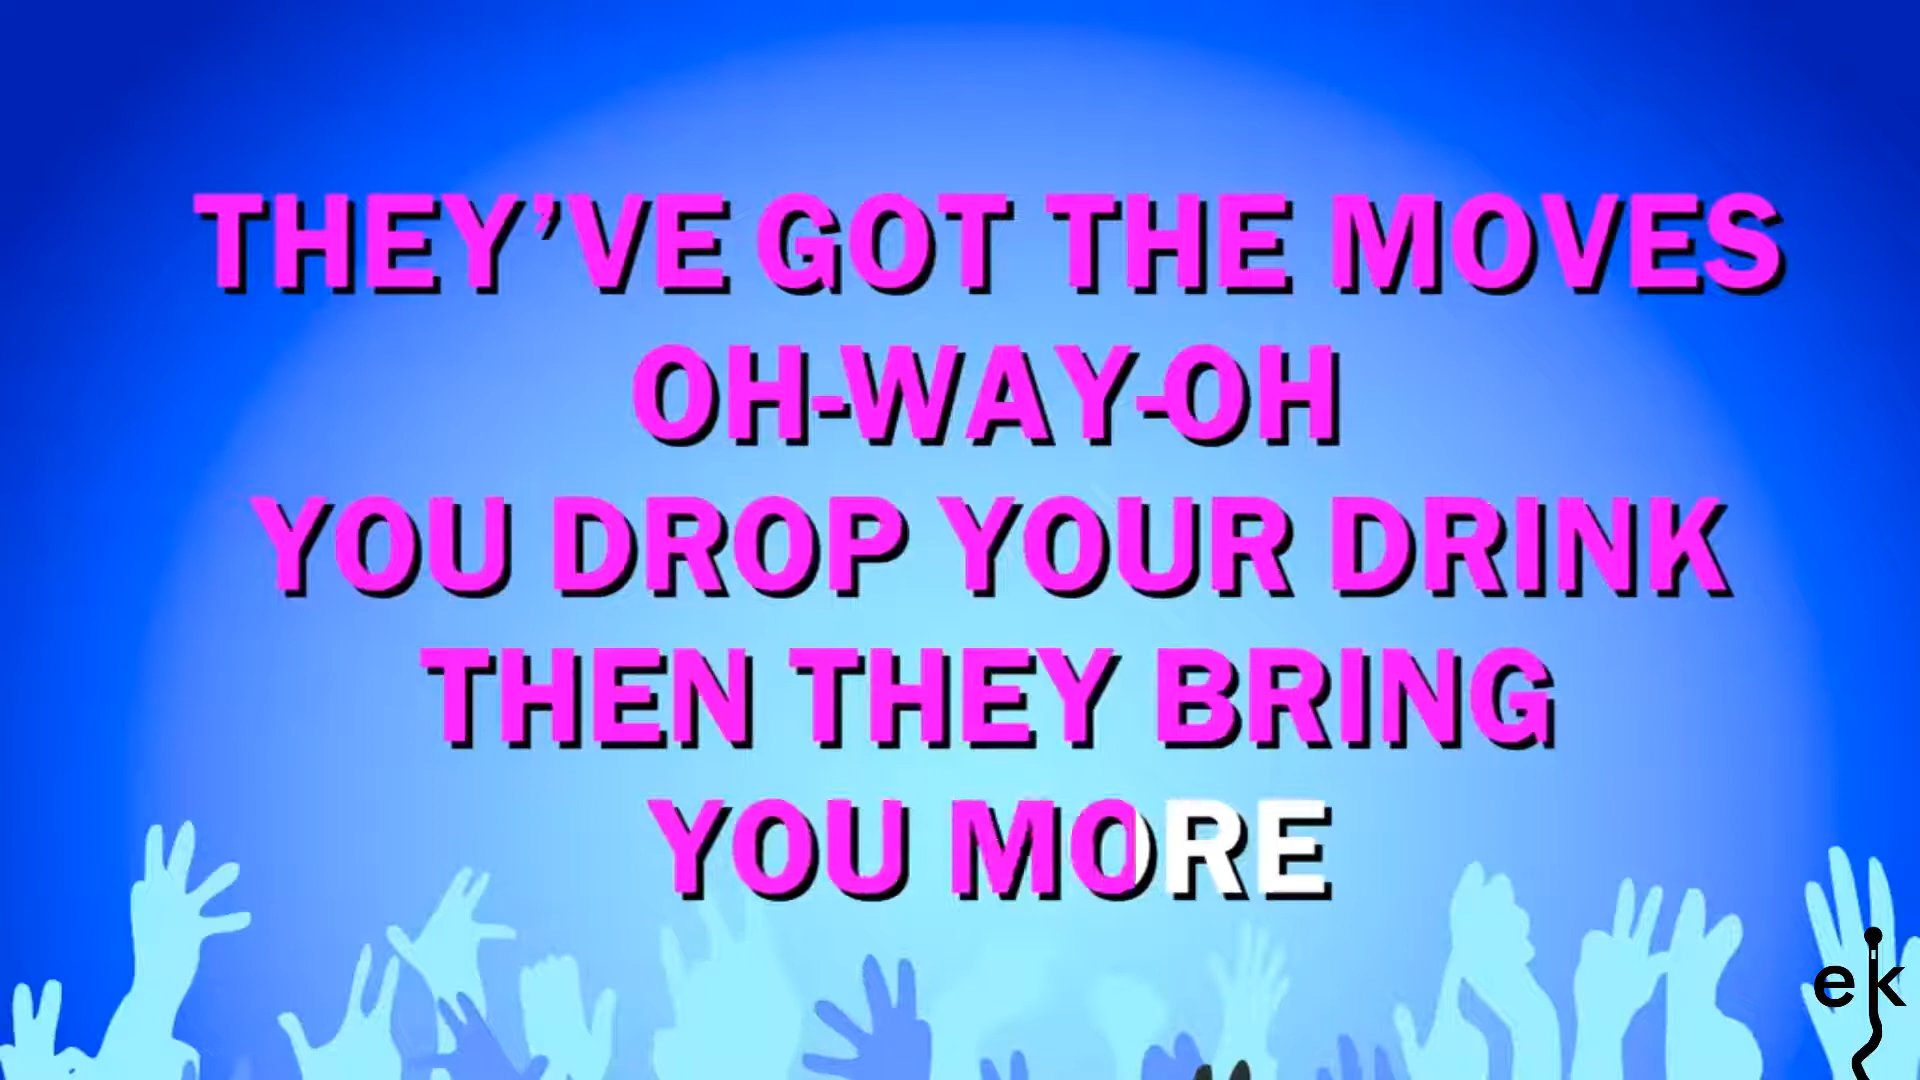 THEY'VE GOT THE MOVES
OH-WAY-OH
YOU DROP YOUR DRINK
THEN THEY BRING
YOU MORE
ek